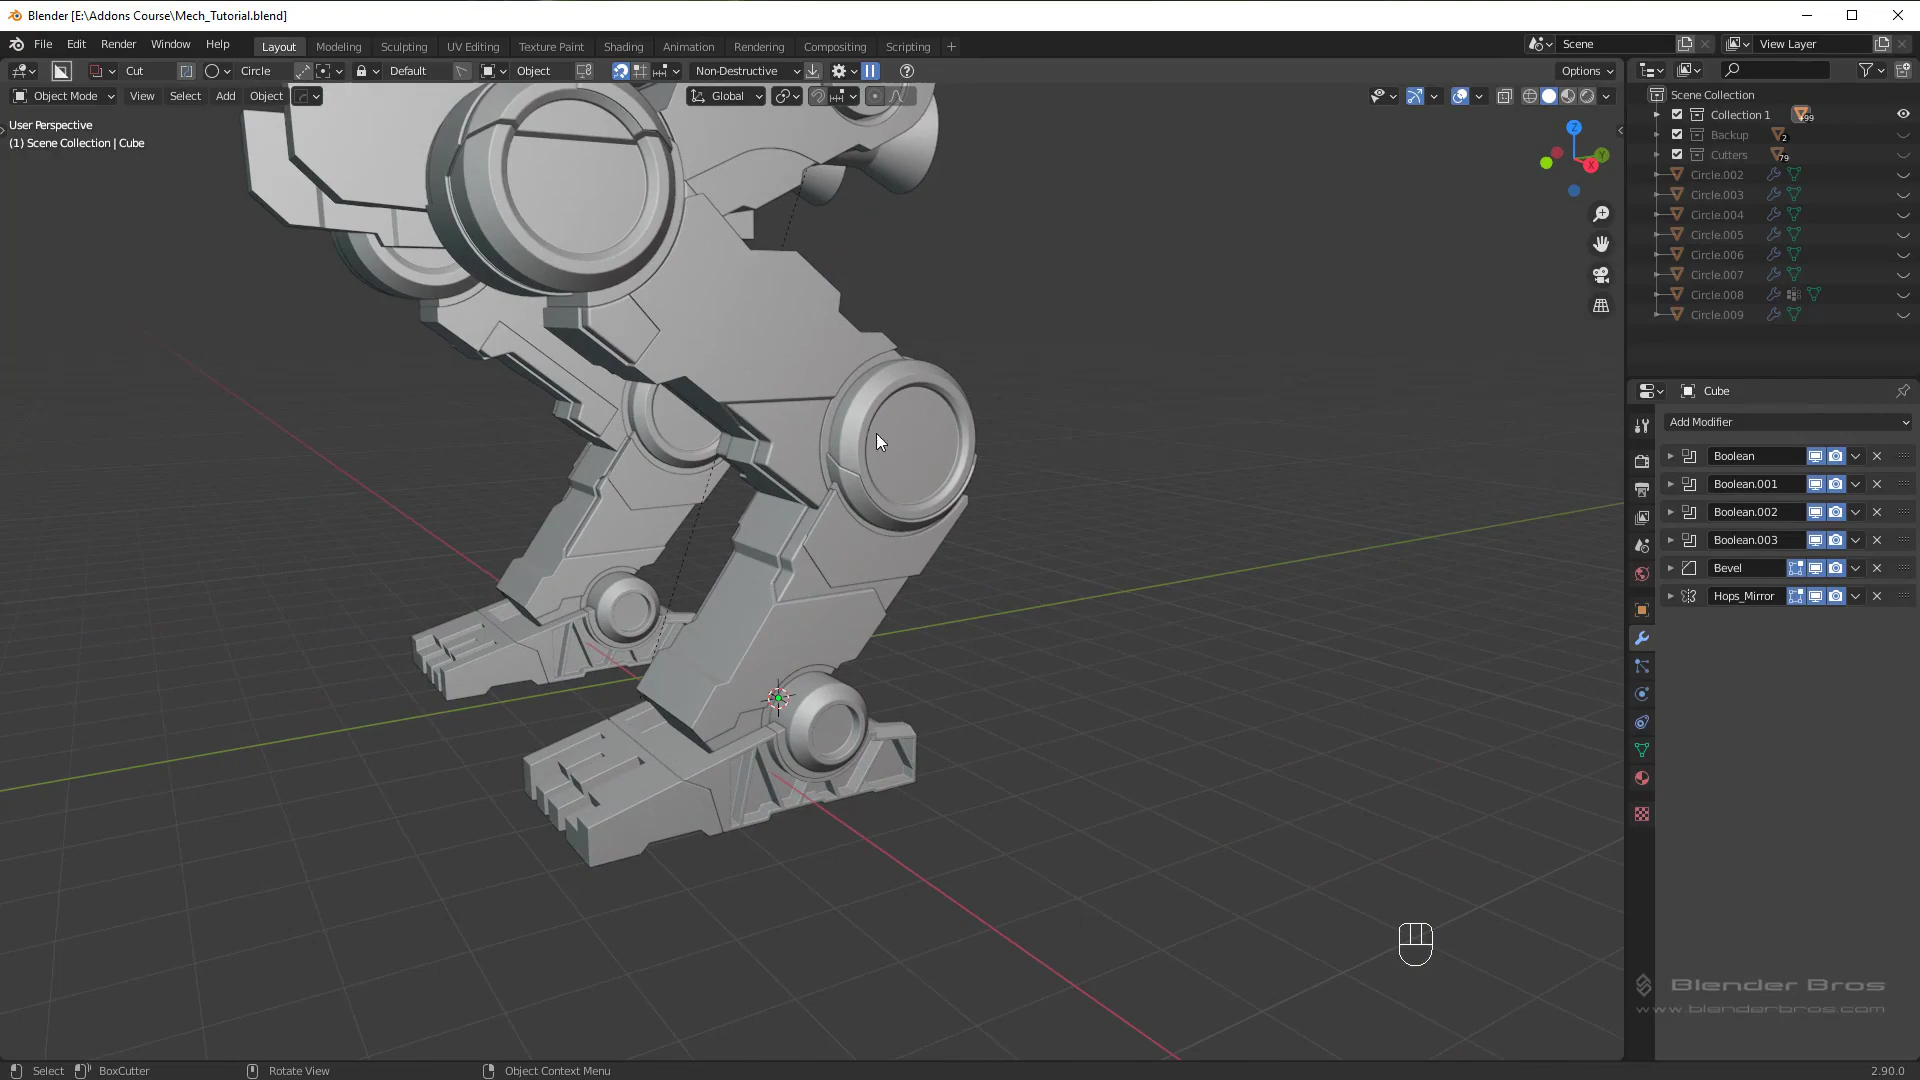 Blender [E:\Addons Course\Mech_Tutorial.blend]
File Edit Render Window Help
Layout Modeling Sculpting UV Editing Texture Paint Shading Animation Rendering Compositing Scripting +
Scene
View Layer
Cut Circle Default Object Non-Destructive
Options
Object Mode View Select Add Object Global
User Perspective
(1) Scene Collection | Cube
Z
Y
X
Scene Collection
Collection 1 +99
Backup 2
Cutters 79
Circle.002
Circle.003
Circle.004
Circle.005
Circle.006
Circle.007
Circle.008
Circle.009
Cube
Add Modifier
Boolean
Boolean.001
Boolean.002
Boolean.003
Bevel
Hops_Mirror
Blender Bros
www.blenderbros.com
Select BoxCutter Rotate View Object Context Menu 2.90.0